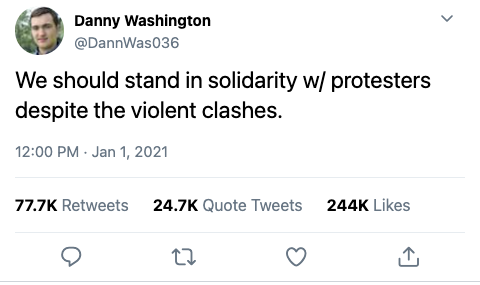 Danny Washington
@DannWas036
We should stand in solidarity w/ protesters
despite the violent clashes.
12:00 PM · Jan 1, 2021
77.7K Retweets 24.7K Quote Tweets 244K Likes